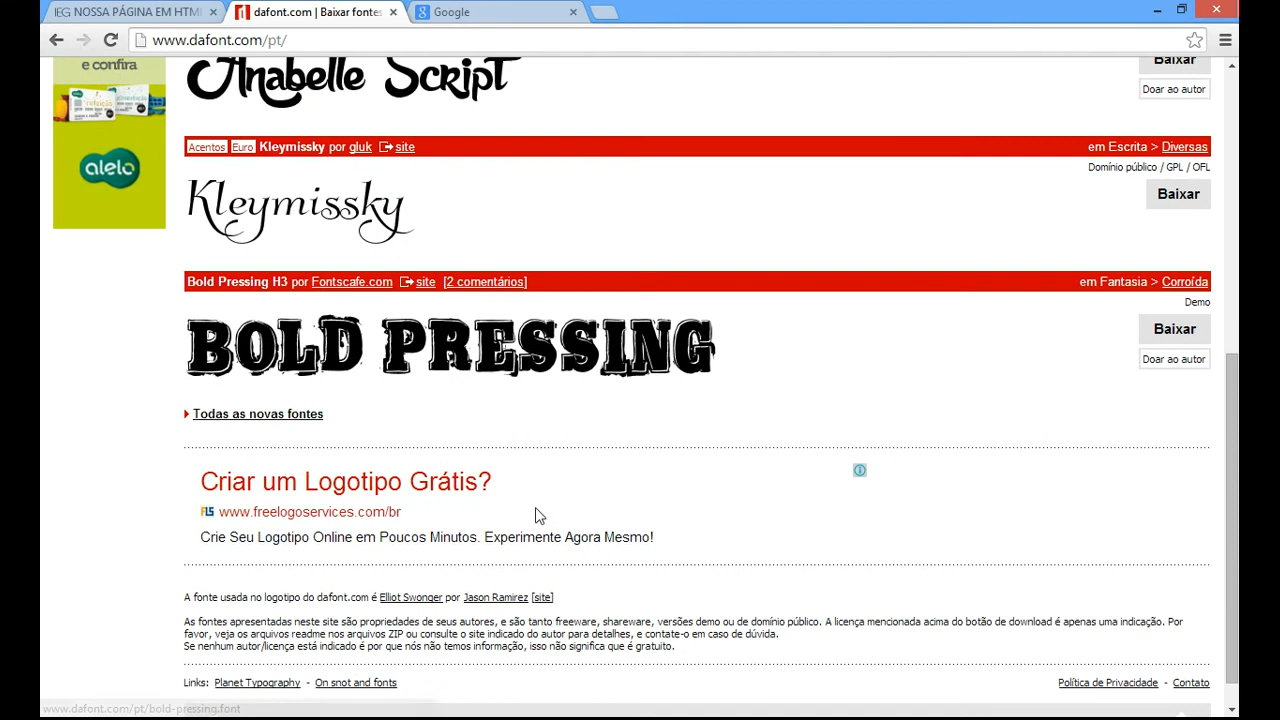 IEG NOSSA PÁGINA EM HTMI
dafont.com | Baixar fontes
Google
www.dafont.com/pt/
e confira
alelo
Anabelle Script
Baixar
Doar ao autor
Acentos Euro Kleymissky por gluk site
em Escrita > Diversas
Domínio público / GPL / OFL
Kleymissky
Baixar
Bold Pressing H3 por Fontscafe.com site [2 comentários]
em Fantasia > Corroída
Demo
BOLD PRESSING
Baixar
Doar ao autor
Todas as novas fontes
Criar um Logotipo Grátis?
FLS www.freelogoservices.com/br
Crie Seu Logotipo Online em Poucos Minutos. Experimente Agora Mesmo!
A fonte usada no logotipo do dafont.com é Elliot Swonger por Jason Ramirez [site]
As fontes apresentadas neste site são propriedades de seus autores, e são tanto freeware, shareware, versões demo ou de domínio público. A licença mencionada acima do botão de download é apenas uma indicação. Por
favor, veja os arquivos readme nos arquivos ZIP ou consulte o site indicado do autor para detalhes, e contate-o em caso de dúvida.
Se nenhum autor/licença está indicado é por que nós não temos informação, isso não significa que é gratuito.
Links: Planet Typography - On snot and fonts
Política de Privacidade - Contato
www.dafont.com/pt/bold-pressing.font